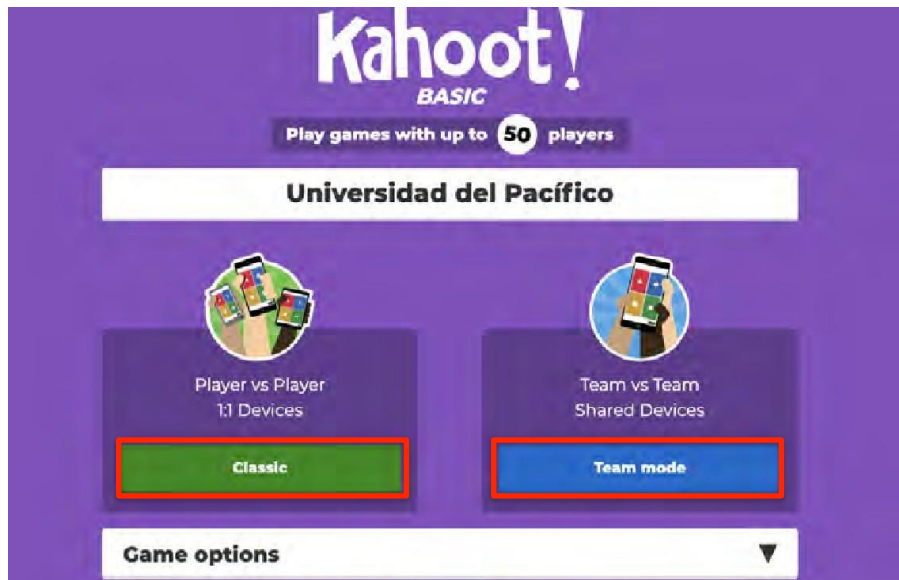 Kahoot!
BASIC
Play games with up to 50 players
Universidad del Pacífico
Player vs Player
1:1 Devices
Classic
Team vs Team
Shared Devices
Team mode
Game options